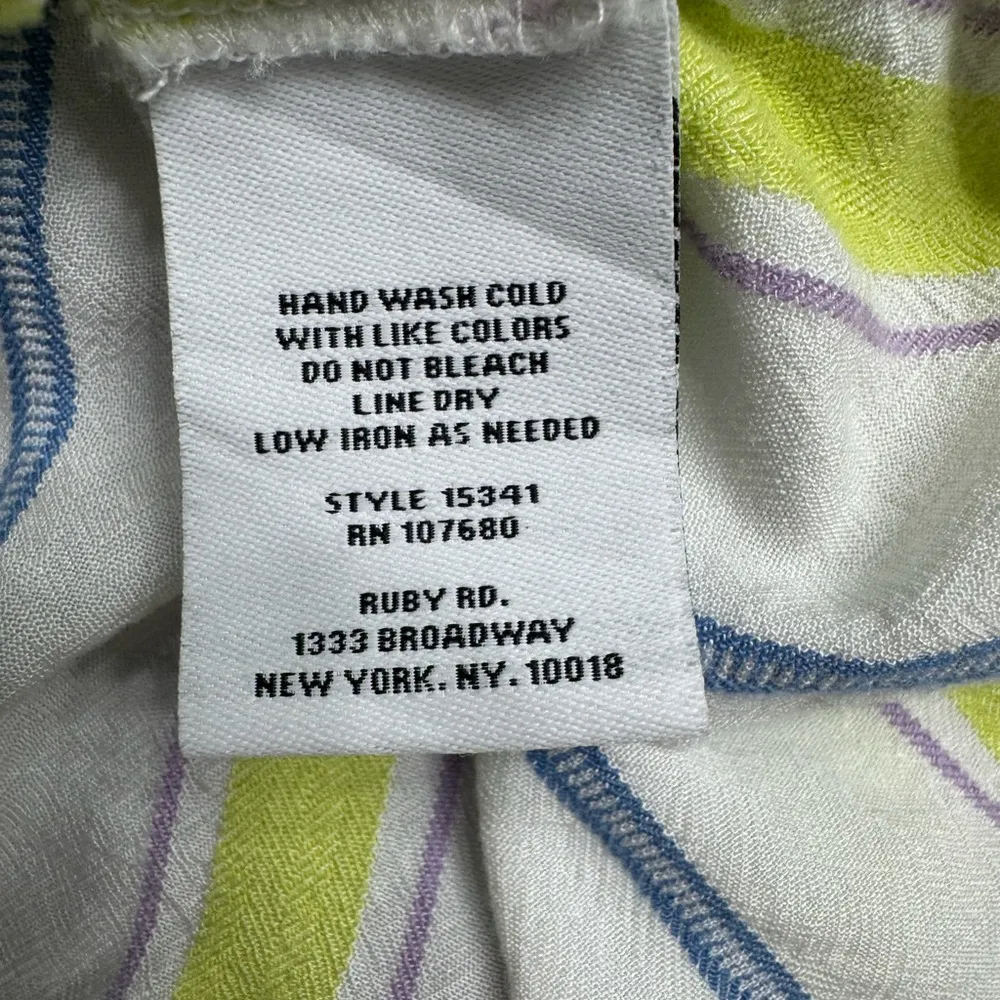 HAND WASH COLD
WITH LIKE COLORS
DO NOT BLEACH
LINE DRY
LOW IRON AS NEEDED
STYLE 15341
RN 107680
RUBY RD.
1333 BROADWAY
NEW YORK. NY. 10018